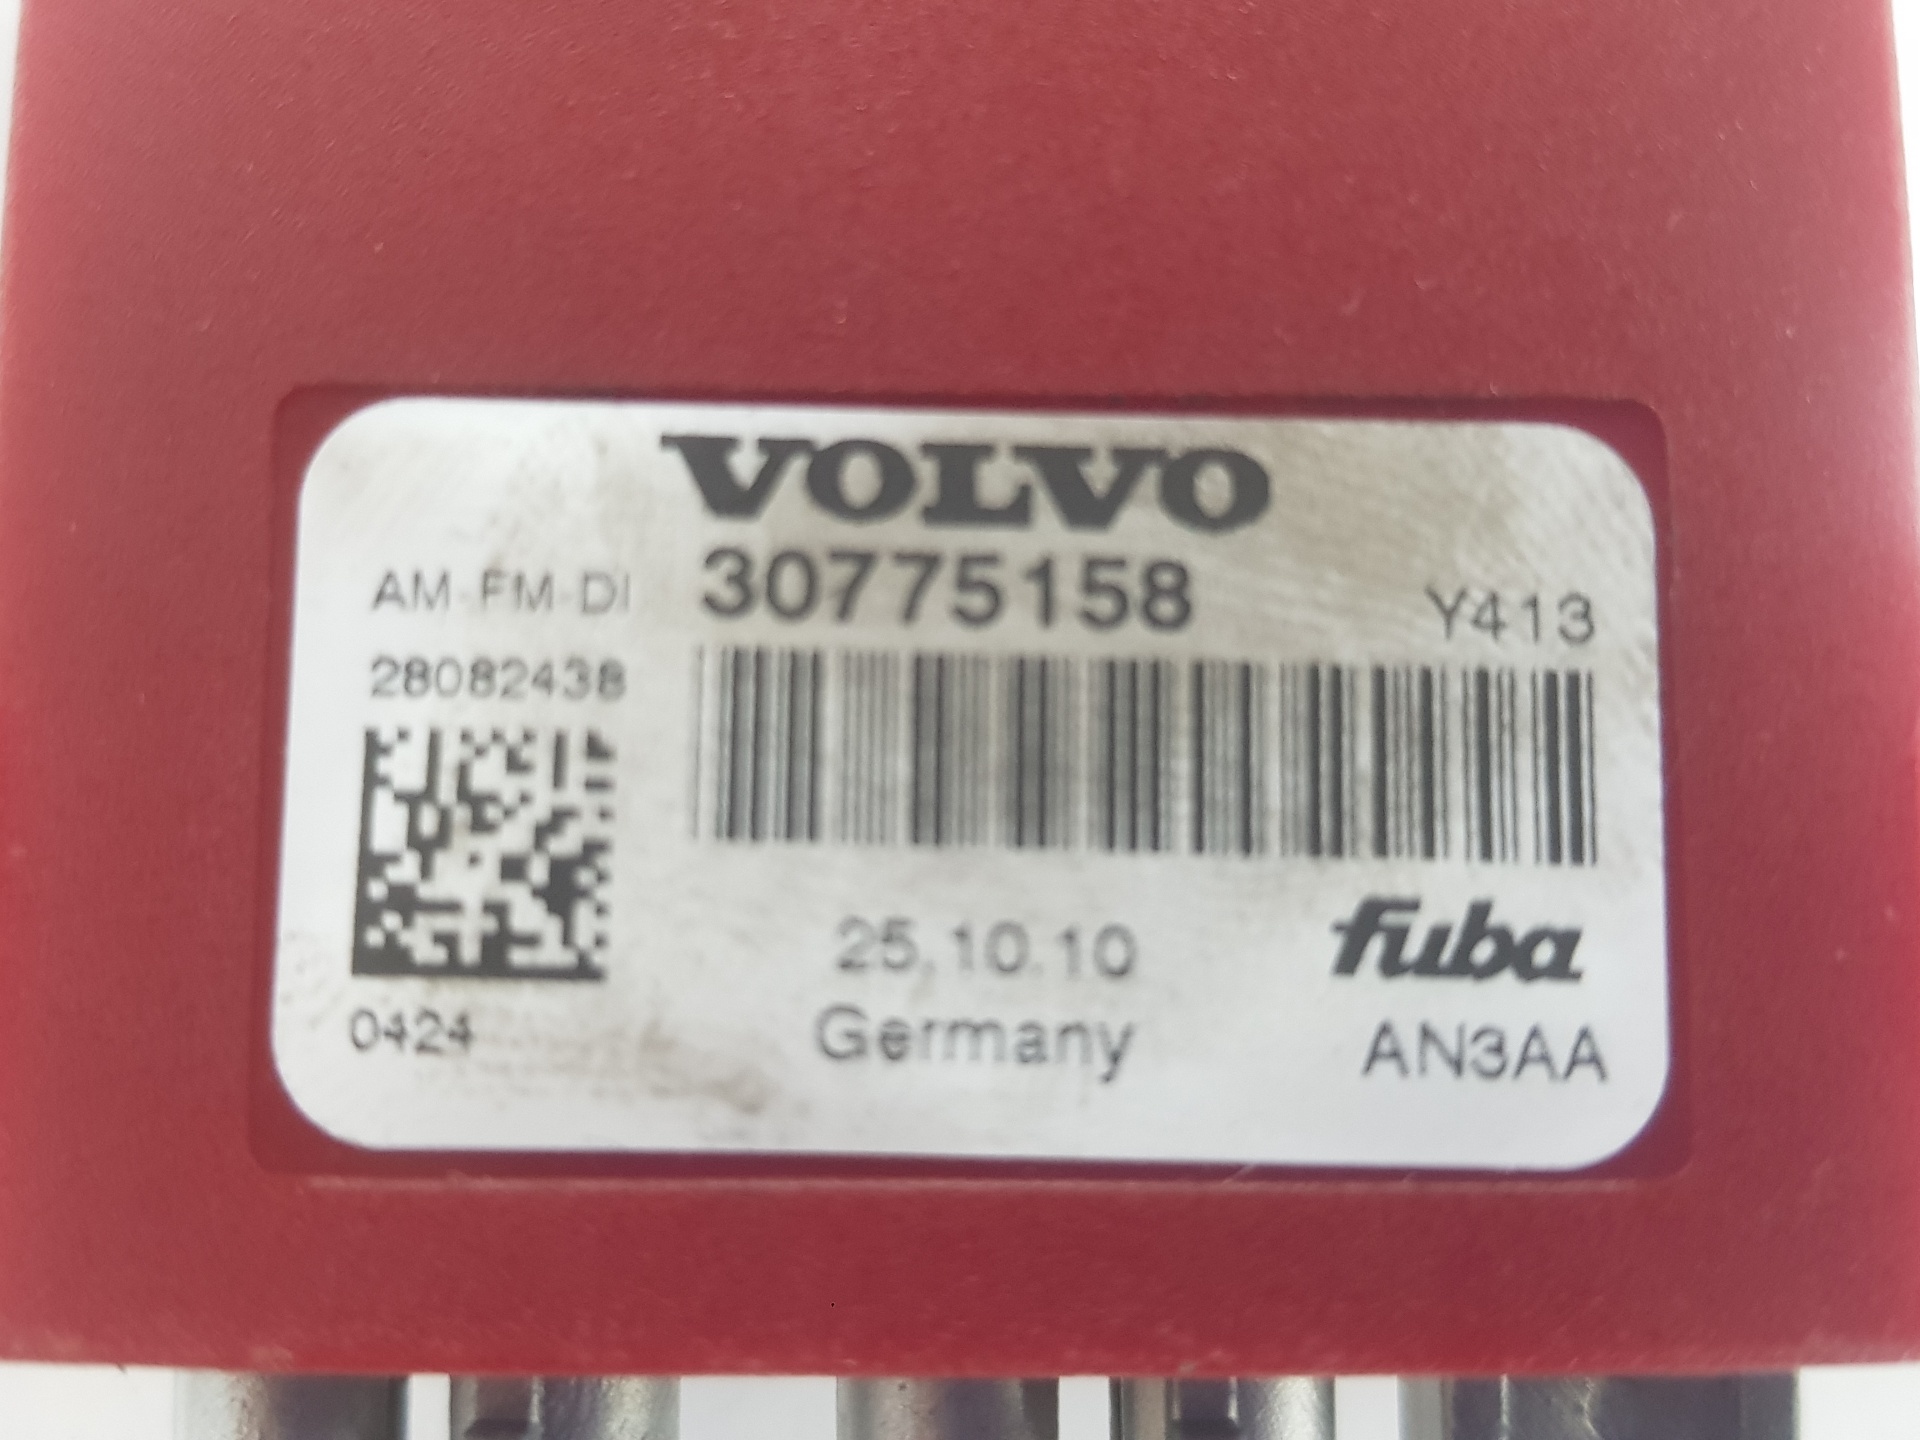 VOLVO
AM-FM-DI 30775158 Y413
28082438
25.10.10 fuba
0424 Germany AN3AA